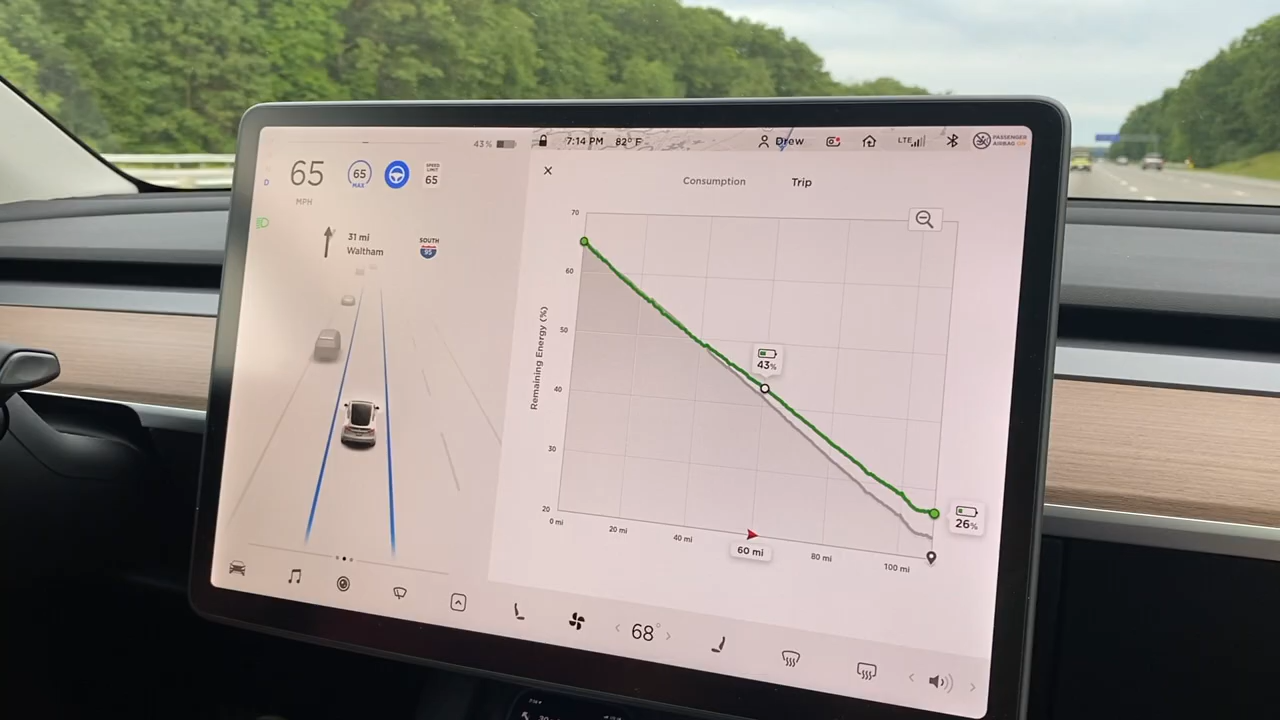 43 %
7:14 PM 82° F
Drew
LTE
PASSENGER
AIRBAG ON
D
65
MPH
65
MAX
SPEED
LIMIT
65
31 mi
Waltham
SOUTH
95
Consumption Trip
Remaining Energy (%)
70
60
50
40
30
20
43%
26%
0 mi
20 mi
40 mi
60 mi
80 mi
100 mi
68°